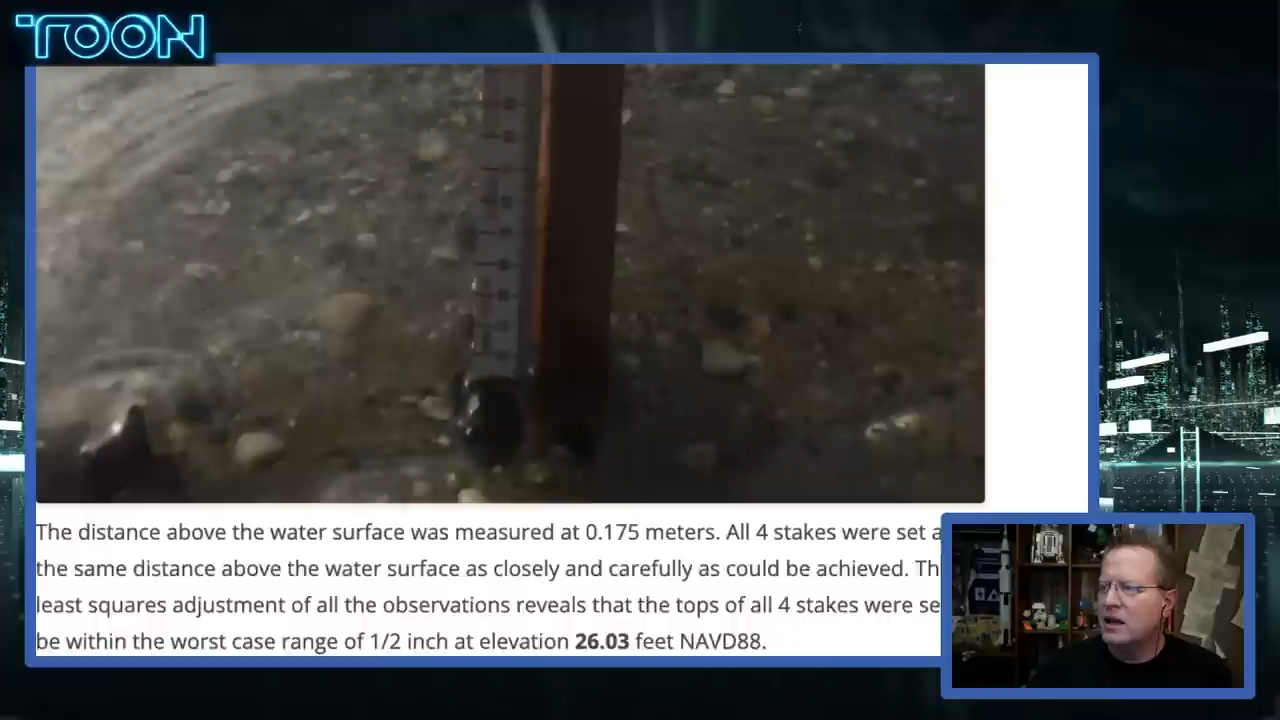 TOON
The distance above the water surface was measured at 0.175 meters. All 4 stakes were set a
the same distance above the water surface as closely and carefully as could be achieved. Th
least squares adjustment of all the observations reveals that the tops of all 4 stakes were se
be within the worst case range of 1/2 inch at elevation 26.03 feet NAVD88.